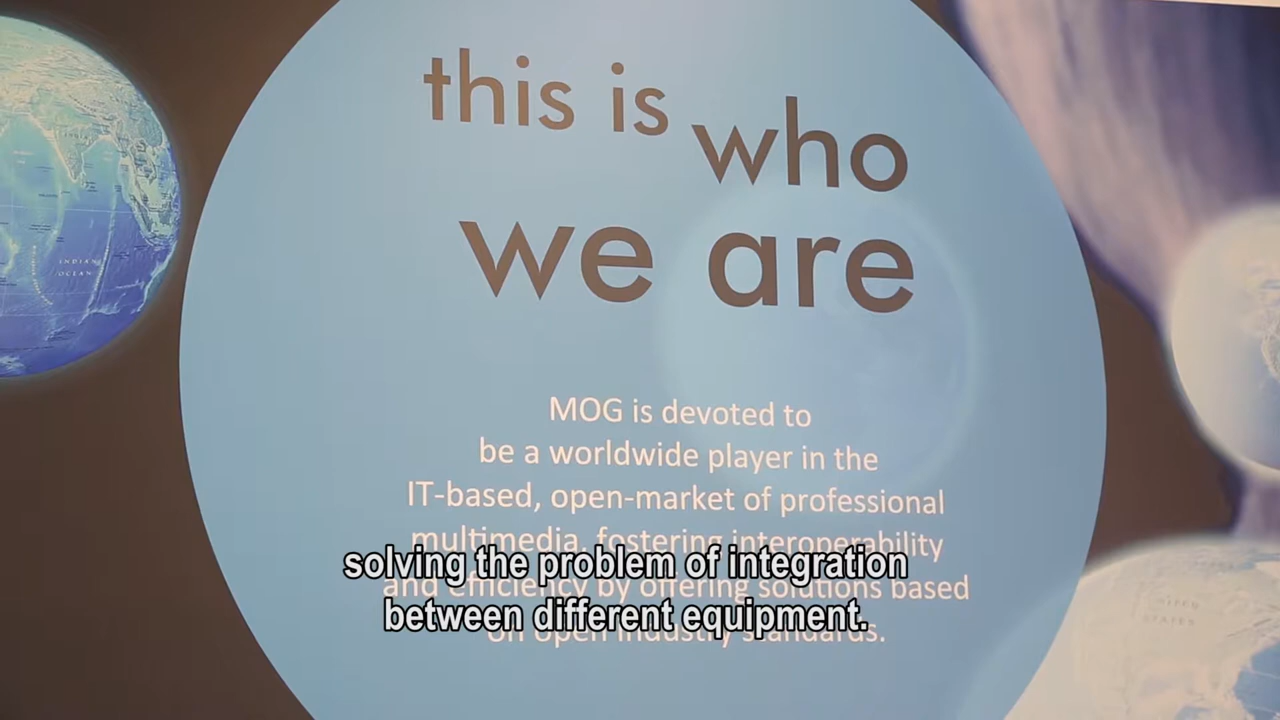 this is who
we are
MOG is devoted to
be a worldwide player in the
IT-based, open-market of professional
multimedia, fostering interoperability
and efficiency by offering solutions based
on open industry standards.
solving the problem of integration
between different equipment.
INDIAN
OCEAN
UNITED
STATES